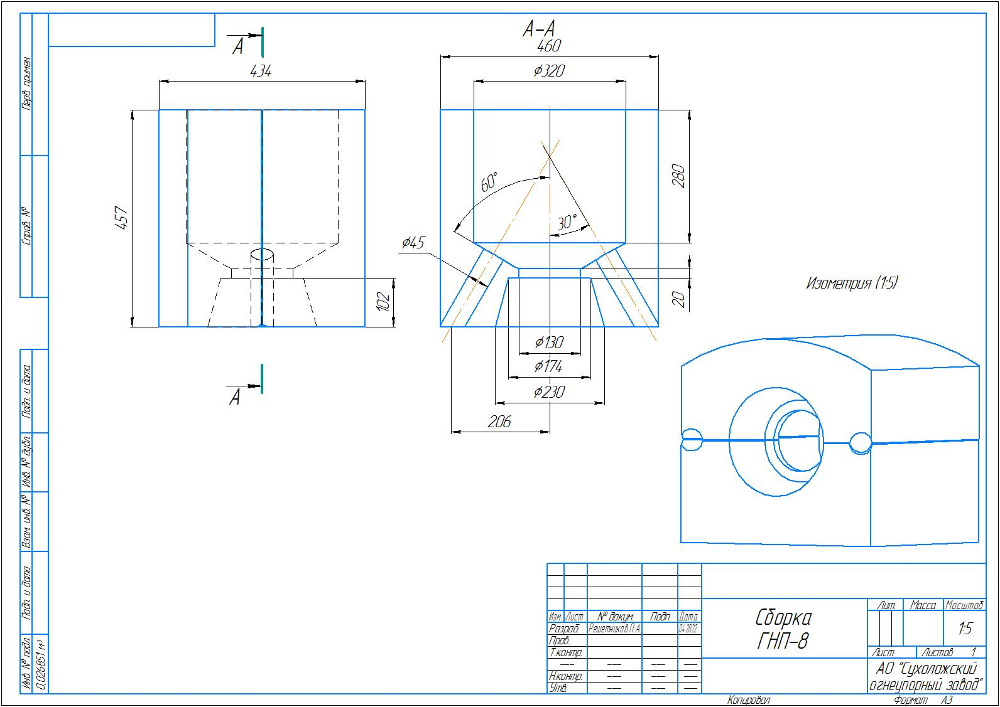 А-А
А
460
434
⌀320
Перв. примен.
457
280
60°
30°
Справ. №
⌀45
Изометрия (1:5)
102
20
⌀130
⌀174
⌀230
А
206
Подп. и дата
Инв. № дубл.
Взам. инв. №
Подп. и дата
Инв. № подл.
0,026851 м³
Изм. Лист № докум. Подп. Дата
Разраб. Решетников П.А. 04.2022
Пров.
Т.контр.
--- --- --- ---
Н.контр. --- --- ---
Утв. --- --- ---
Сборка
ГНП-8
Лит. Масса Масштаб
1:5
Лист Листов 1
АО "Сухоложский
огнеупорный завод"
Копировал Формат А3